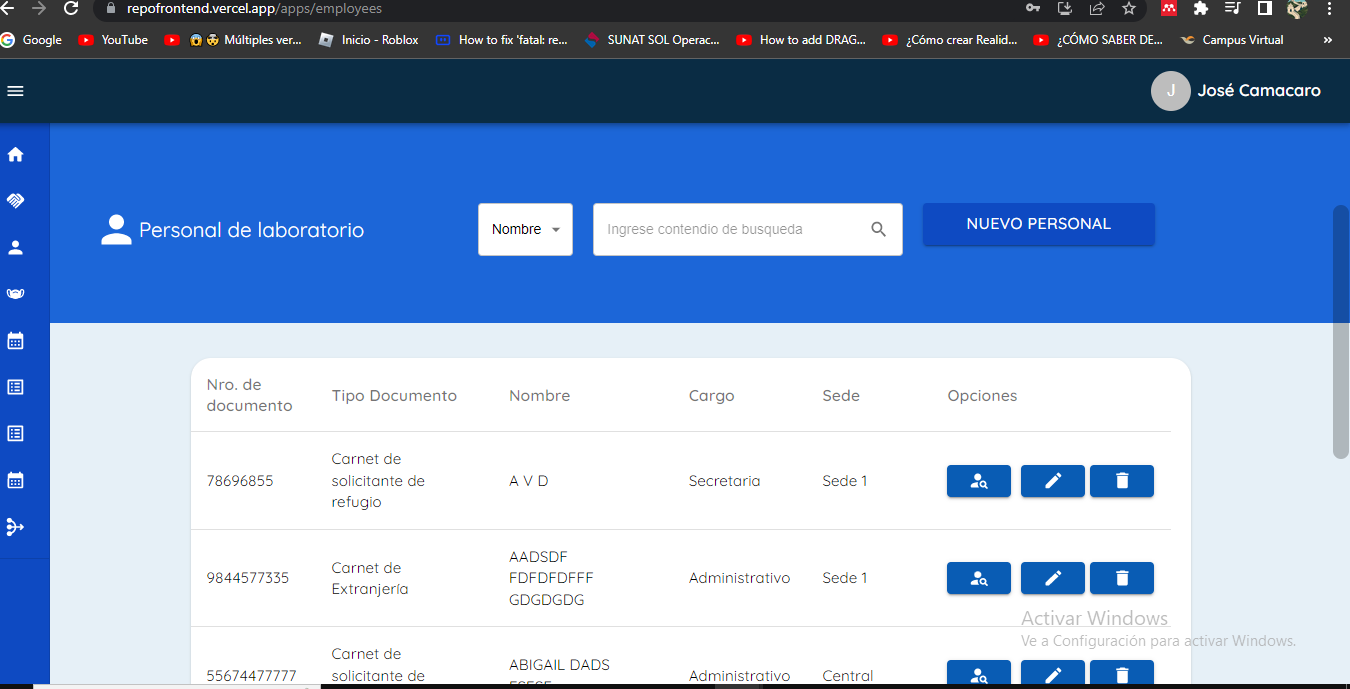 repofrontend.vercel.app/apps/employees
Google YouTube Múltiples ver... Inicio - Roblox How to fix 'fatal: re... SUNAT SOL Operac... How to add DRAG... ¿Cómo crear Realid... ¿CÓMO SABER DE... Campus Virtual »
J José Camacaro
Personal de laboratorio Nombre Ingrese contendio de busqueda NUEVO PERSONAL
Nro. de
documento Tipo Documento Nombre Cargo Sede Opciones
78696855 Carnet de
solicitante de
refugio A V D Secretaria Sede 1
9844577335 Carnet de
Extranjería AADSDF
FDFDFDFFF
GDGDGDG Administrativo Sede 1
Activar Windows
Ve a Configuración para activar Windows.
55674477777 Carnet de
solicitante de ABIGAIL DADS
Administrativo Central